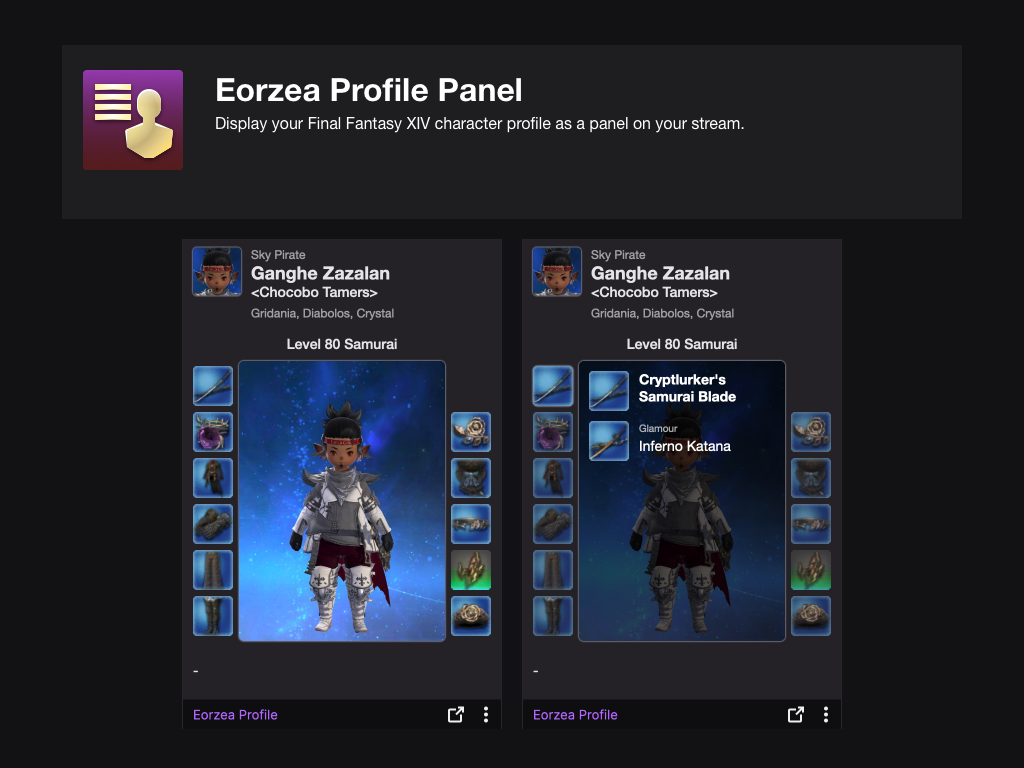 Eorzea Profile Panel
Display your Final Fantasy XIV character profile as a panel on your stream.
Sky Pirate
Ganghe Zazalan
<Chocobo Tamers>
Gridania, Diabolos, Crystal
Level 80 Samurai
-
Eorzea Profile
Sky Pirate
Ganghe Zazalan
<Chocobo Tamers>
Gridania, Diabolos, Crystal
Level 80 Samurai
Cryptlurker's
Samurai Blade
Glamour
Inferno Katana
-
Eorzea Profile